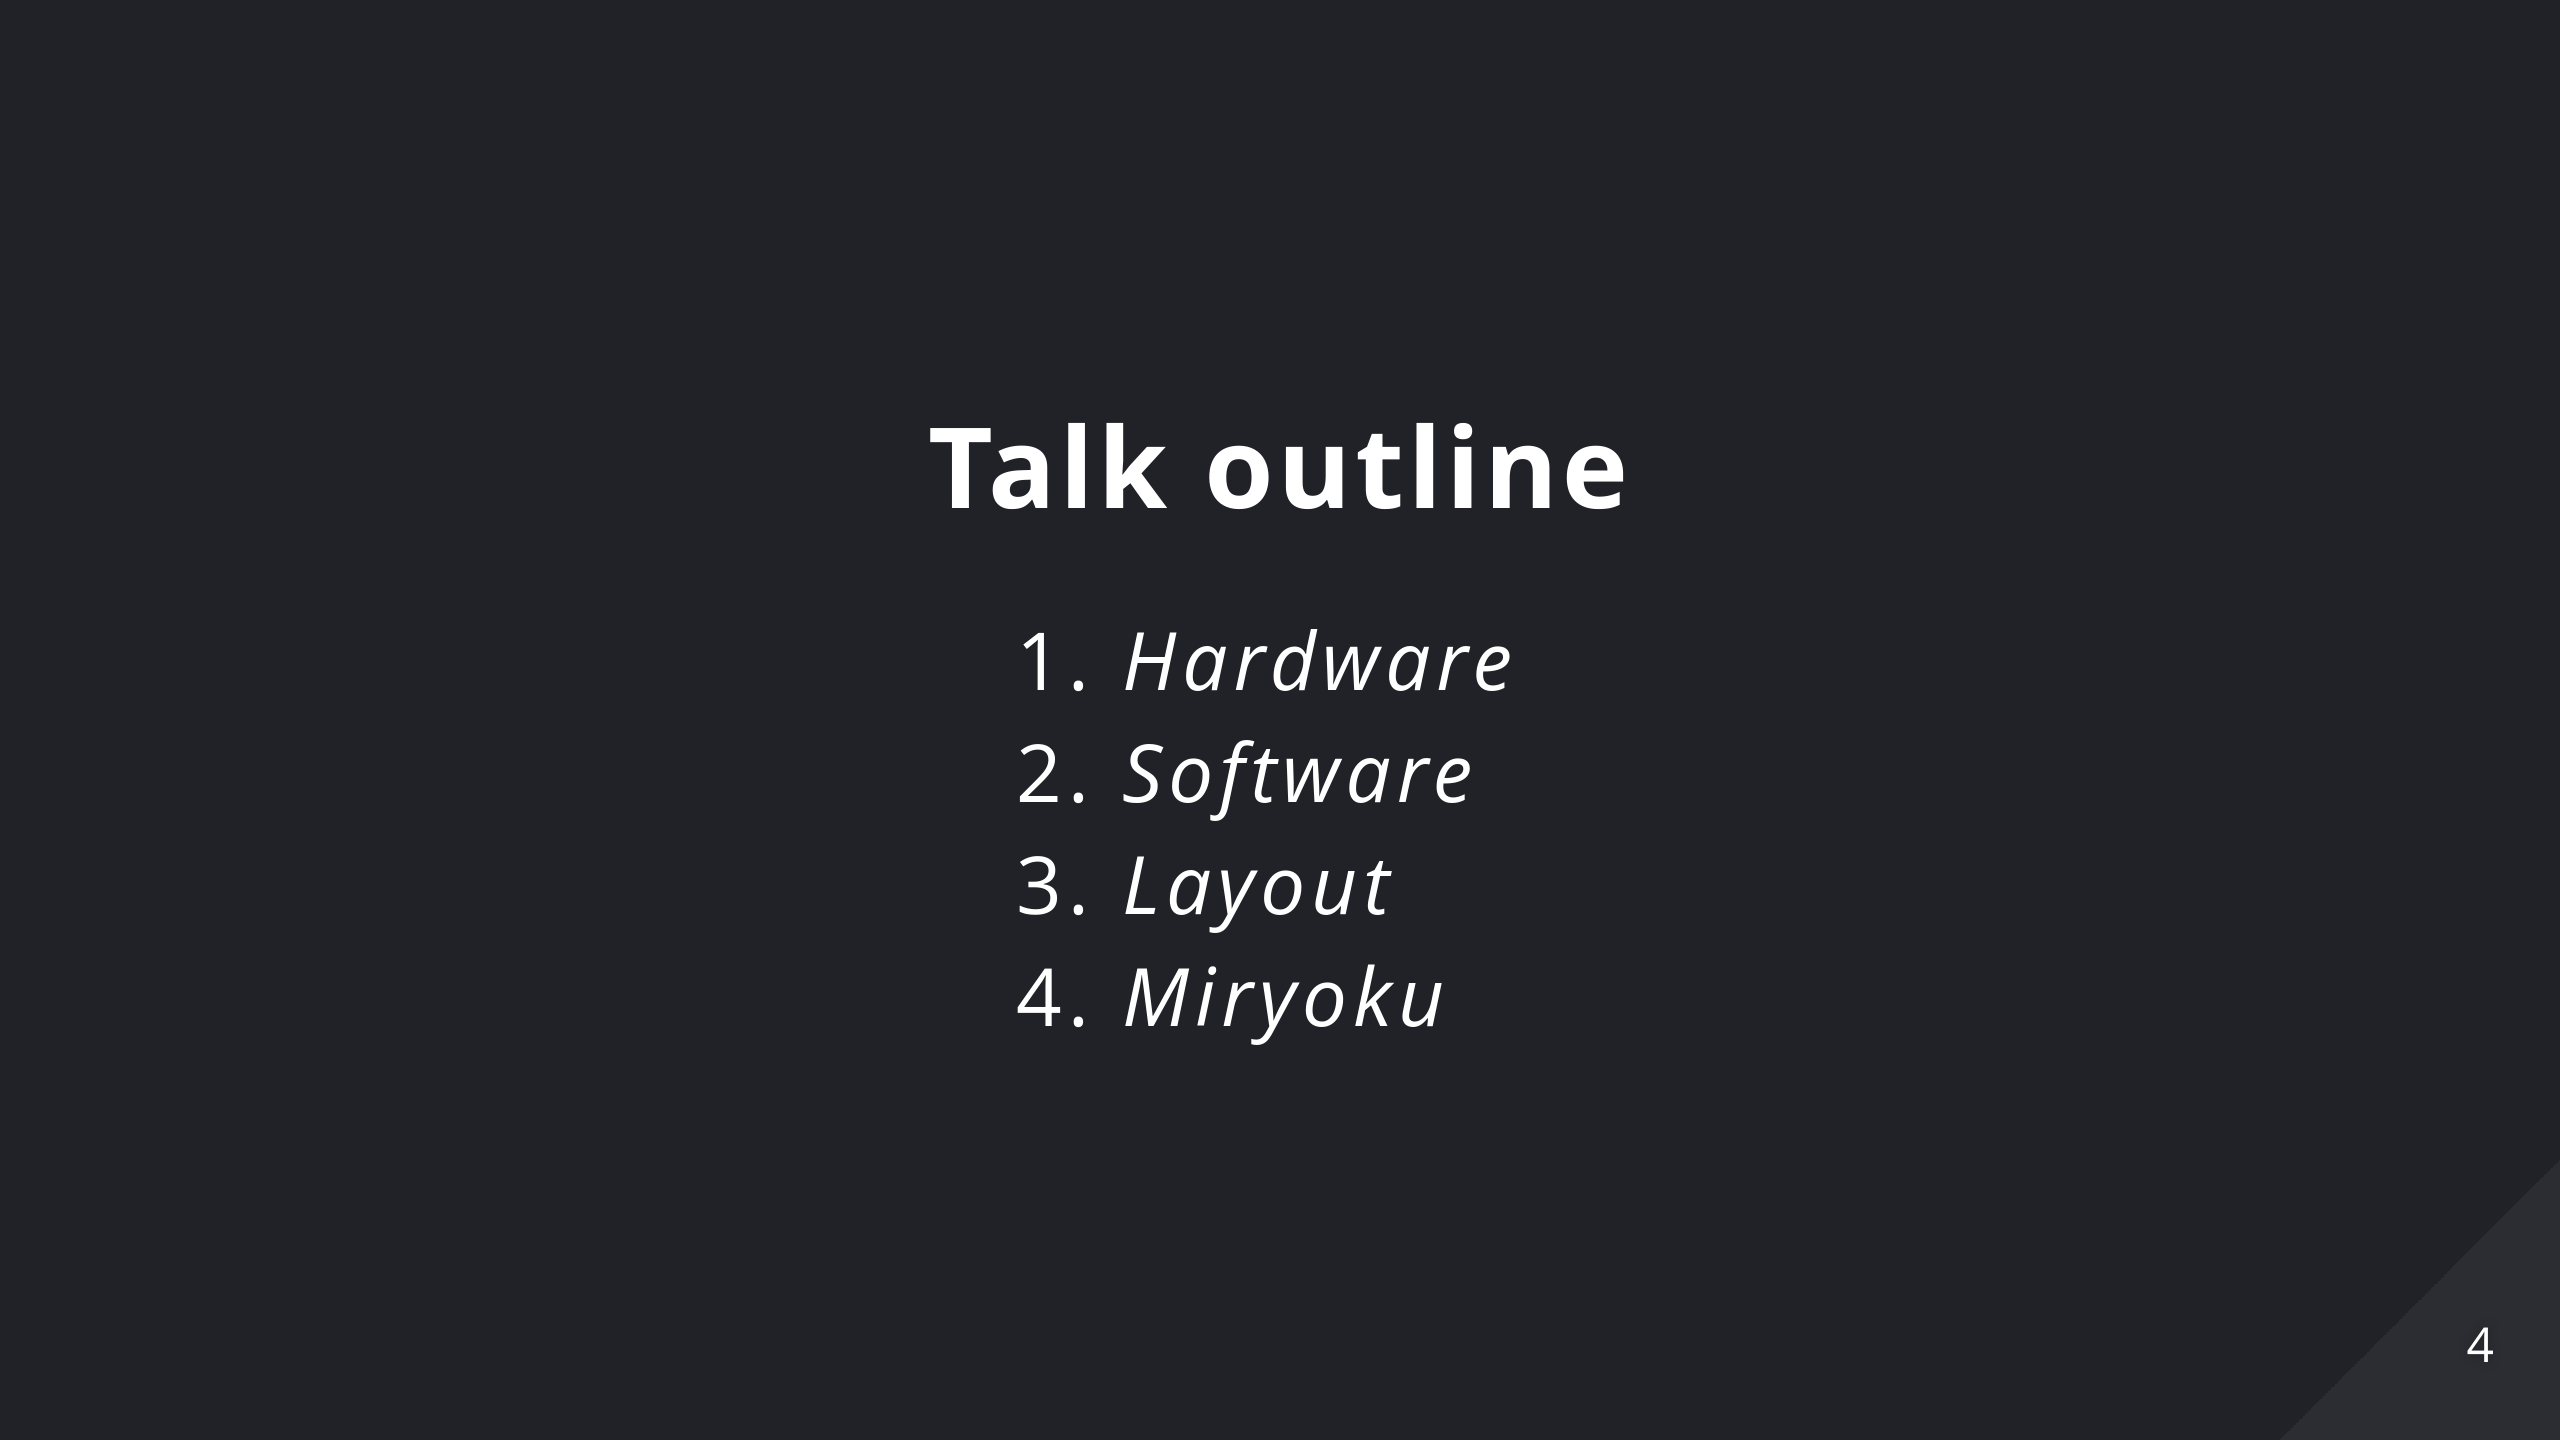 Talk outline
1. Hardware
2. Software
3. Layout
4. Miryoku
4